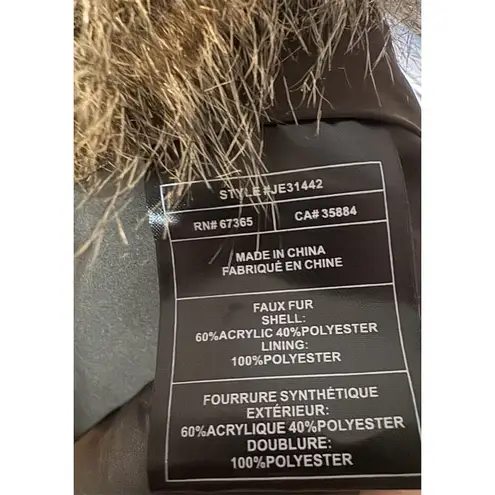 STYLE #JE31442
RN# 67365 CA# 35884
MADE IN CHINA
FABRIQUÉ EN CHINE
FAUX FUR
SHELL:
60%ACRYLIC 40%POLYESTER
LINING:
100%POLYESTER
FOURRURE SYNTHÉTIQUE
EXTÉRIEUR:
60%ACRYLIQUE 40%POLYESTER
DOUBLURE:
100%POLYESTER